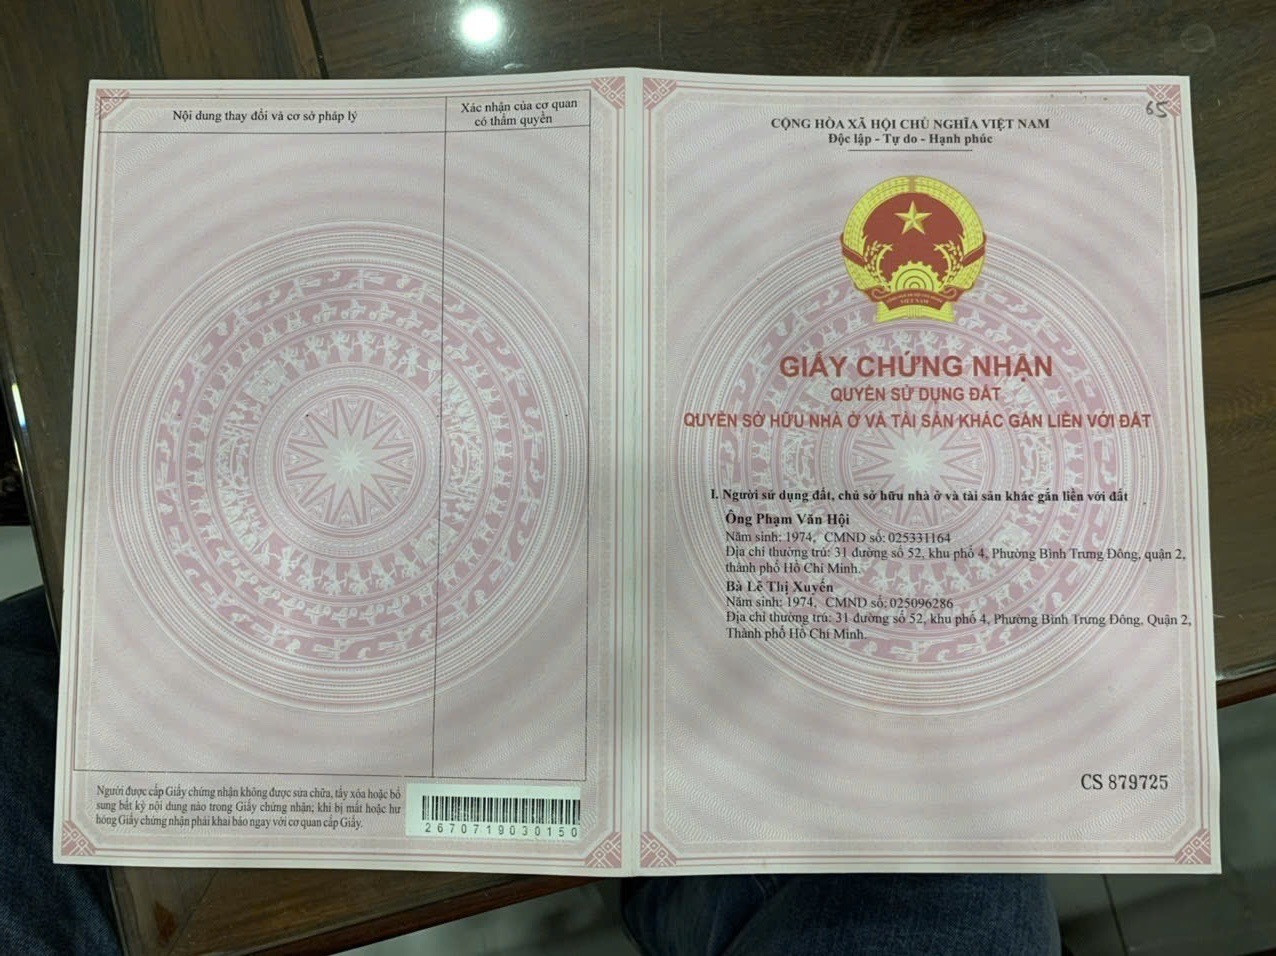 Nội dung thay đổi và cơ sở pháp lý
Xác nhận của cơ quan
có thẩm quyền
Người được cấp Giấy chứng nhận không được sửa chữa, tẩy xóa hoặc bổ
sung bất kỳ nội dung nào trong Giấy chứng nhận; khi bị mất hoặc hư
hỏng Giấy chứng nhận phải khai báo ngay với cơ quan cấp Giấy.
2670719030150
65
CỘNG HÒA XÃ HỘI CHỦ NGHĨA VIỆT NAM
Độc lập - Tự do - Hạnh phúc
VIỆT NAM
GIẤY CHỨNG NHẬN
QUYỀN SỬ DỤNG ĐẤT
QUYỀN SỞ HỮU NHÀ Ở VÀ TÀI SẢN KHÁC GẮN LIỀN VỚI ĐẤT
I. Người sử dụng đất, chủ sở hữu nhà ở và tài sản khác gắn liền với đất
Ông Phạm Văn Hội
Năm sinh: 1974, CMND số: 025331164
Địa chỉ thường trú: 31 đường số 52, khu phố 4, Phường Bình Trưng Đông, quận 2,
thành phố Hồ Chí Minh.
Bà Lê Thị Xuyến
Năm sinh: 1974, CMND số: 025096286
Địa chỉ thường trú: 31 đường số 52, khu phố 4, Phường Bình Trưng Đông, Quận 2,
Thành phố Hồ Chí Minh.
CS 879725